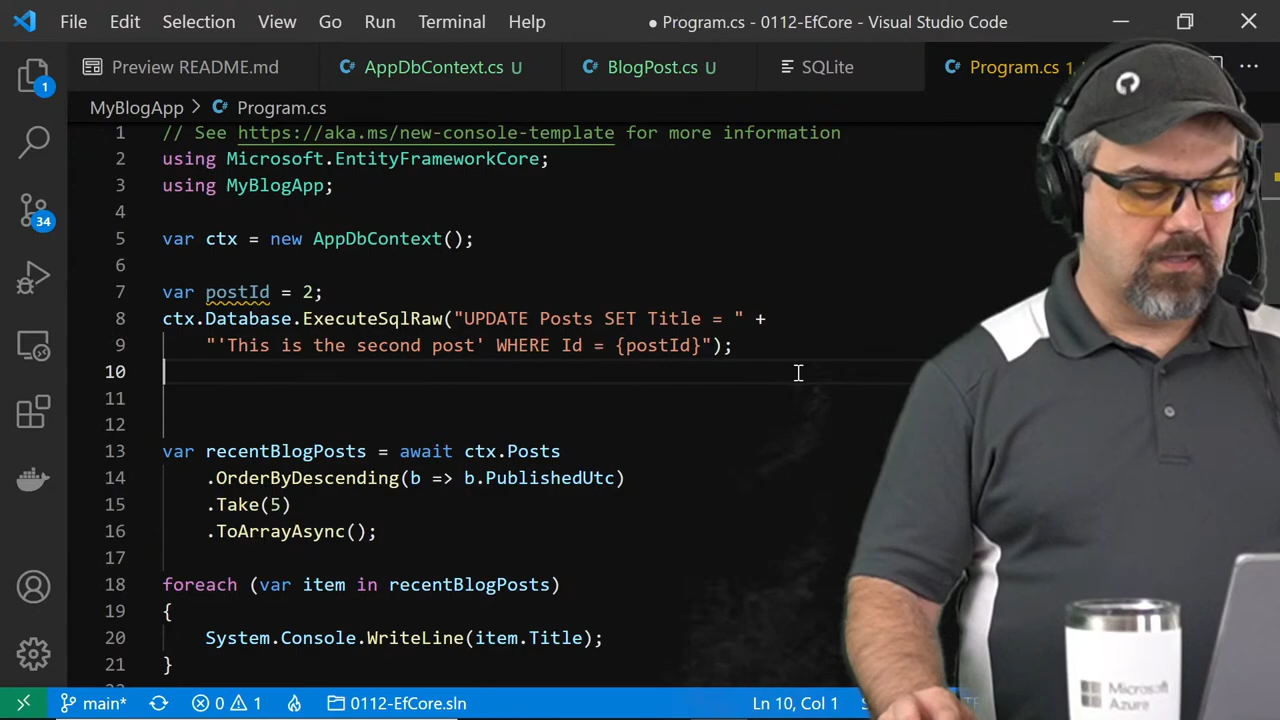 File Edit Selection View Go Run Terminal Help
● Program.cs - 0112-EfCore - Visual Studio Code
Preview README.md
AppDbContext.cs U
BlogPost.cs U
SQLite
Program.cs 1,
MyBlogApp > Program.cs
1 // See https://aka.ms/new-console-template for more information
2 using Microsoft.EntityFrameworkCore;
3 using MyBlogApp;
4
5 var ctx = new AppDbContext();
6
7 var postId = 2;
8 ctx.Database.ExecuteSqlRaw("UPDATE Posts SET Title = " +
9 "'This is the second post' WHERE Id = {postId}");
10
11
12
13 var recentBlogPosts = await ctx.Posts
14 .OrderByDescending(b => b.PublishedUtc)
15 .Take(5)
16 .ToArrayAsync();
17
18 foreach (var item in recentBlogPosts)
19 {
20 System.Console.WriteLine(item.Title);
21 }
1
34
main* 0 1 0112-EfCore.sln Ln 10, Col 1
Microsoft
Azure